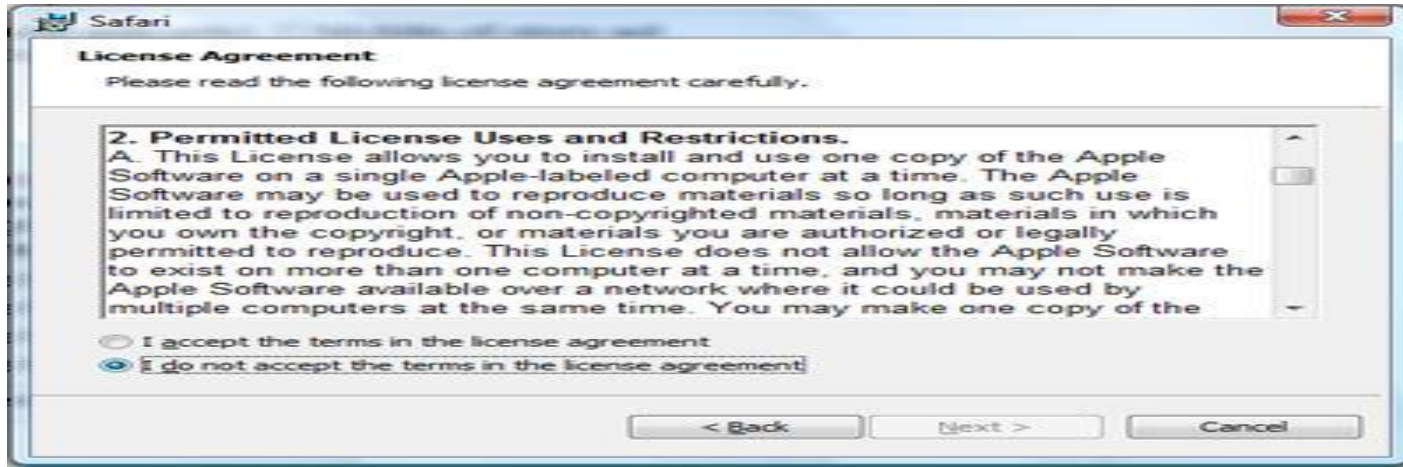 Safari
License Agreement
Please read the following license agreement carefully.
2. Permitted License Uses and Restrictions.
A. This License allows you to install and use one copy of the Apple
Software on a single Apple-labeled computer at a time. The Apple
Software may be used to reproduce materials so long as such use is
limited to reproduction of non-copyrighted materials, materials in which
you own the copyright, or materials you are authorized or legally
permitted to reproduce. This License does not allow the Apple Software
to exist on more than one computer at a time, and you may not make the
Apple Software available over a network where it could be used by
multiple computers at the same time. You may make one copy of the
I accept the terms in the license agreement
I do not accept the terms in the license agreement
< Back Next > Cancel